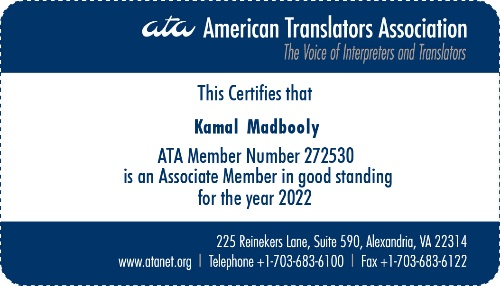 ata American Translators Association
The Voice of Interpreters and Translators
This Certifies that
Kamal Madbooly
ATA Member Number 272530
is an Associate Member in good standing
for the year 2022
225 Reinekers Lane, Suite 590, Alexandria, VA 22314
www.atanet.org | Telephone +1-703-683-6100 | Fax +1-703-683-6122